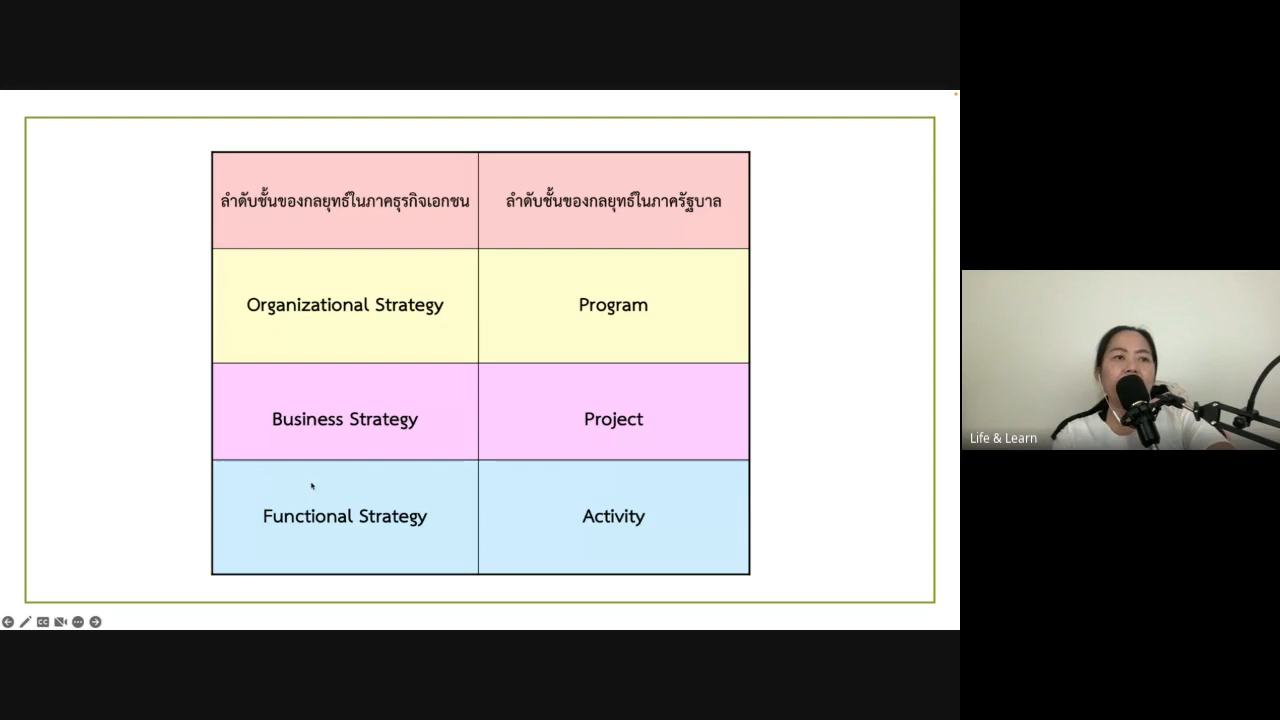 ลำดับชั้นของกลยุทธ์ในภาคธุรกิจเอกชน
ลำดับชั้นของกลยุทธ์ในภาครัฐบาล
Organizational Strategy
Program
Business Strategy
Project
Functional Strategy
Activity
Life & Learn
CC